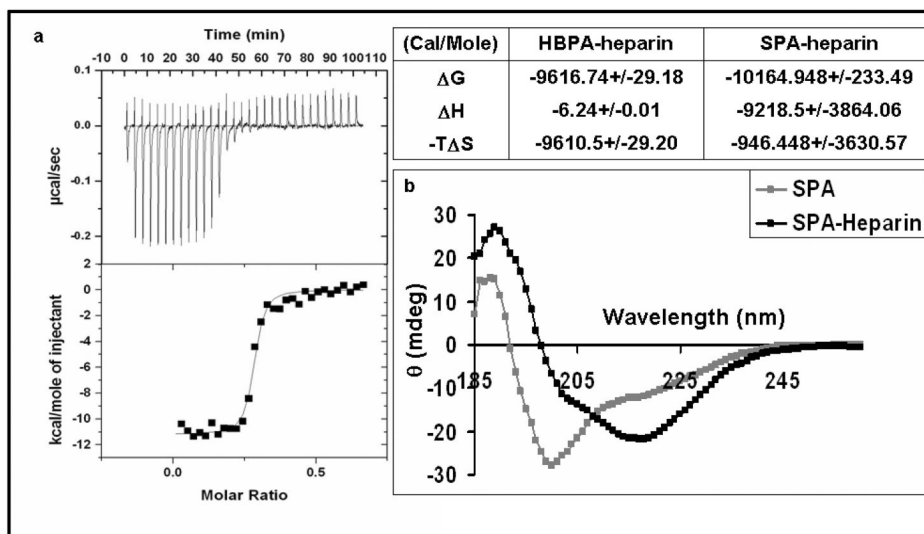 a
Time (min)
0 10 20 30 40 50 60 70 80 90 100110
0.1
0.0
-0.1
-0.2
µcal/sec
2
0
-2
-4
-6
-8
-10
-12
kcal/mole of injectant
0.0 0.5
Molar Ratio
(Cal/Mole) HBPA-heparin SPA-heparin
ΔG -9616.74+/-29.18 -10164.948+/-233.49
ΔH -6.24+/-0.01 -9218.5+/-3864.06
-TΔS -9610.5+/-29.20 -946.448+/-3630.57
b
SPA
SPA-Heparin
30
20
10
0
-10
-20
-30
θ (mdeg)
Wavelength (nm)
185 205 225 245